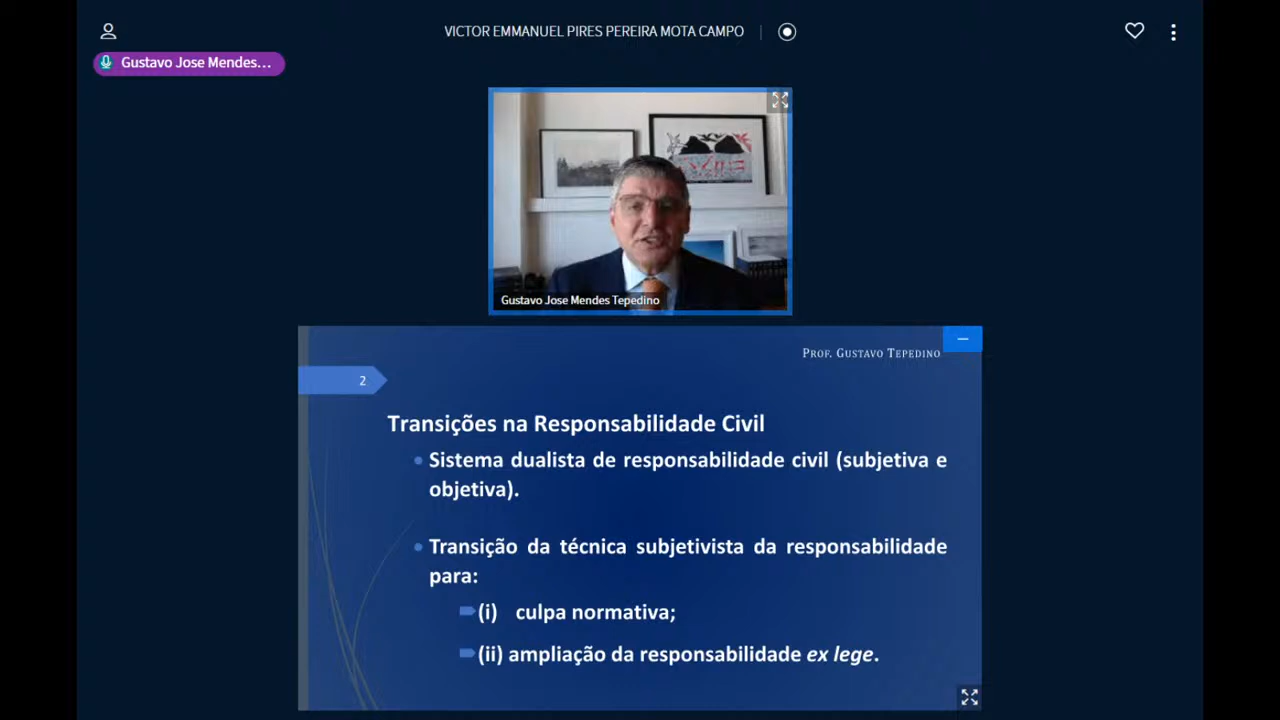 VICTOR EMMANUEL PIRES PEREIRA MOTA CAMPO
Gustavo Jose Mendes...
Gustavo Jose Mendes Tepedino
PROF. GUSTAVO TEPEDINO
2
Transições na Responsabilidade Civil
Sistema dualista de responsabilidade civil (subjetiva e
objetiva).
Transição da técnica subjetivista da responsabilidade
para:
(i) culpa normativa;
(ii) ampliação da responsabilidade ex lege.